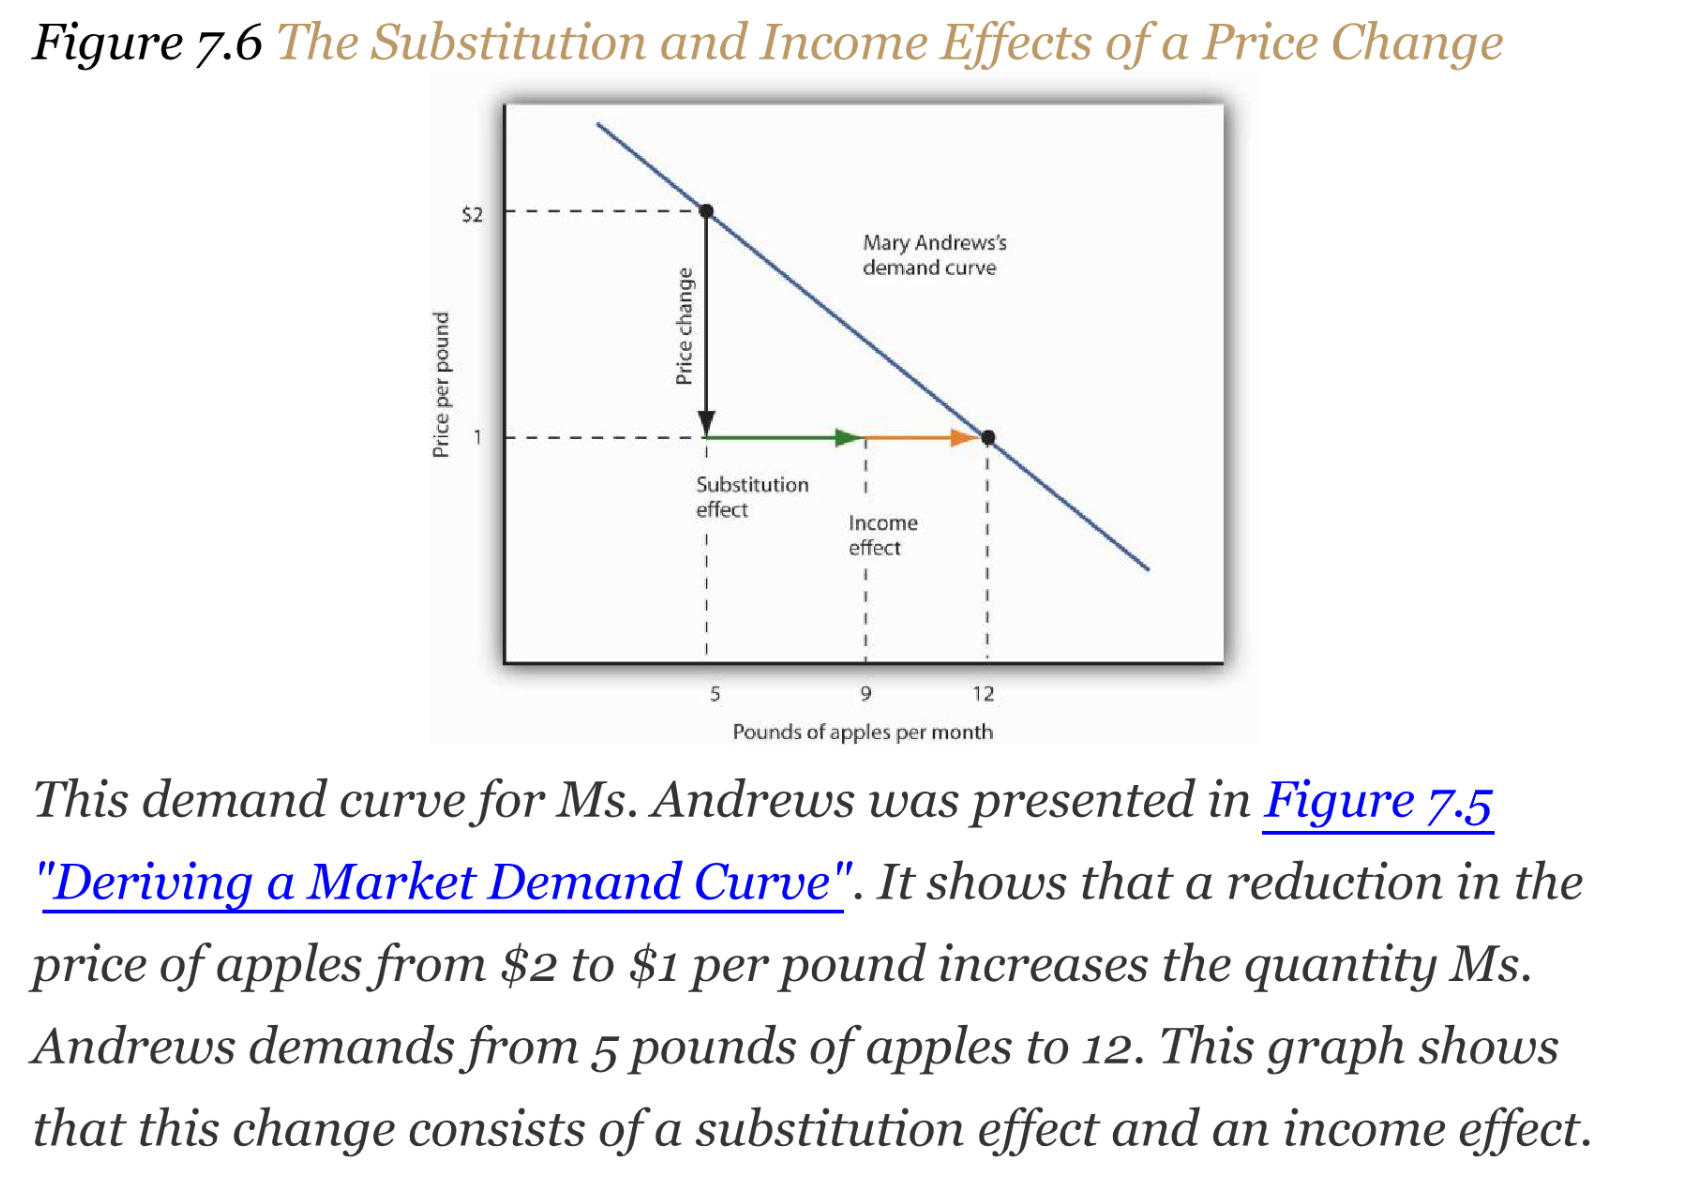 Figure 7.6 The Substitution and Income Effects of a Price Change
$2
Mary Andrews's
demand curve
Price change
Price per pound
1
Substitution
effect
Income
effect
5 9 12
Pounds of apples per month
This demand curve for Ms. Andrews was presented in Figure 7.5
"Deriving a Market Demand Curve". It shows that a reduction in the
price of apples from $2 to $1 per pound increases the quantity Ms.
Andrews demands from 5 pounds of apples to 12. This graph shows
that this change consists of a substitution effect and an income effect.